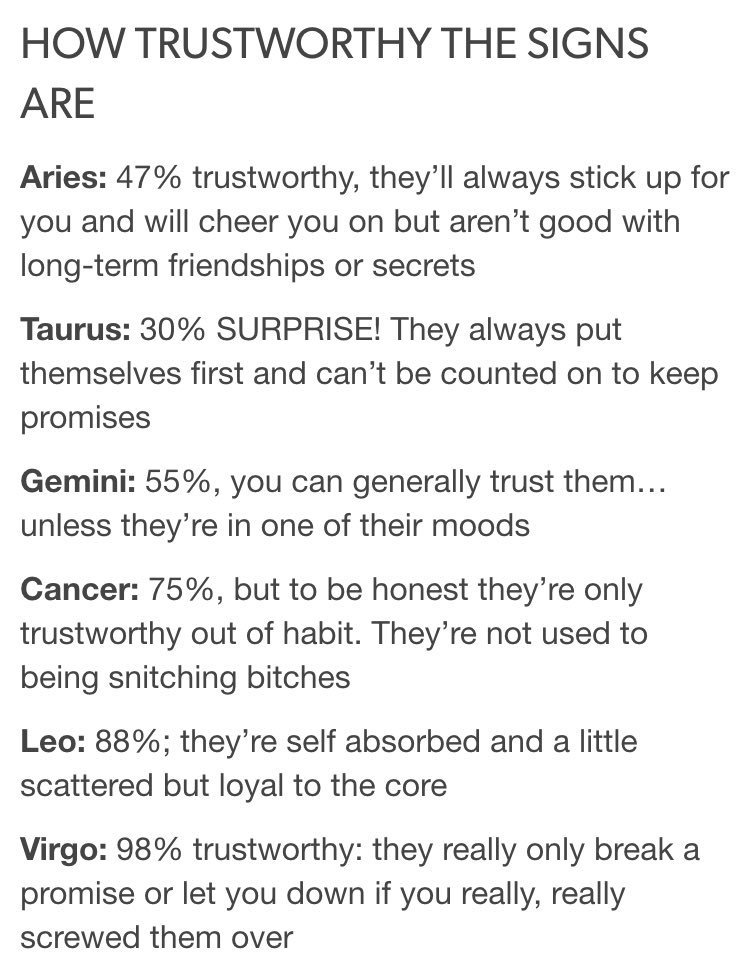 HOW TRUSTWORTHY THE SIGNS
ARE
Aries: 47% trustworthy, they’ll always stick up for
you and will cheer you on but aren’t good with
long-term friendships or secrets
Taurus: 30% SURPRISE! They always put
themselves first and can’t be counted on to keep
promises
Gemini: 55%, you can generally trust them…
unless they’re in one of their moods
Cancer: 75%, but to be honest they’re only
trustworthy out of habit. They’re not used to
being snitching bitches
Leo: 88%; they’re self absorbed and a little
scattered but loyal to the core
Virgo: 98% trustworthy: they really only break a
promise or let you down if you really, really
screwed them over